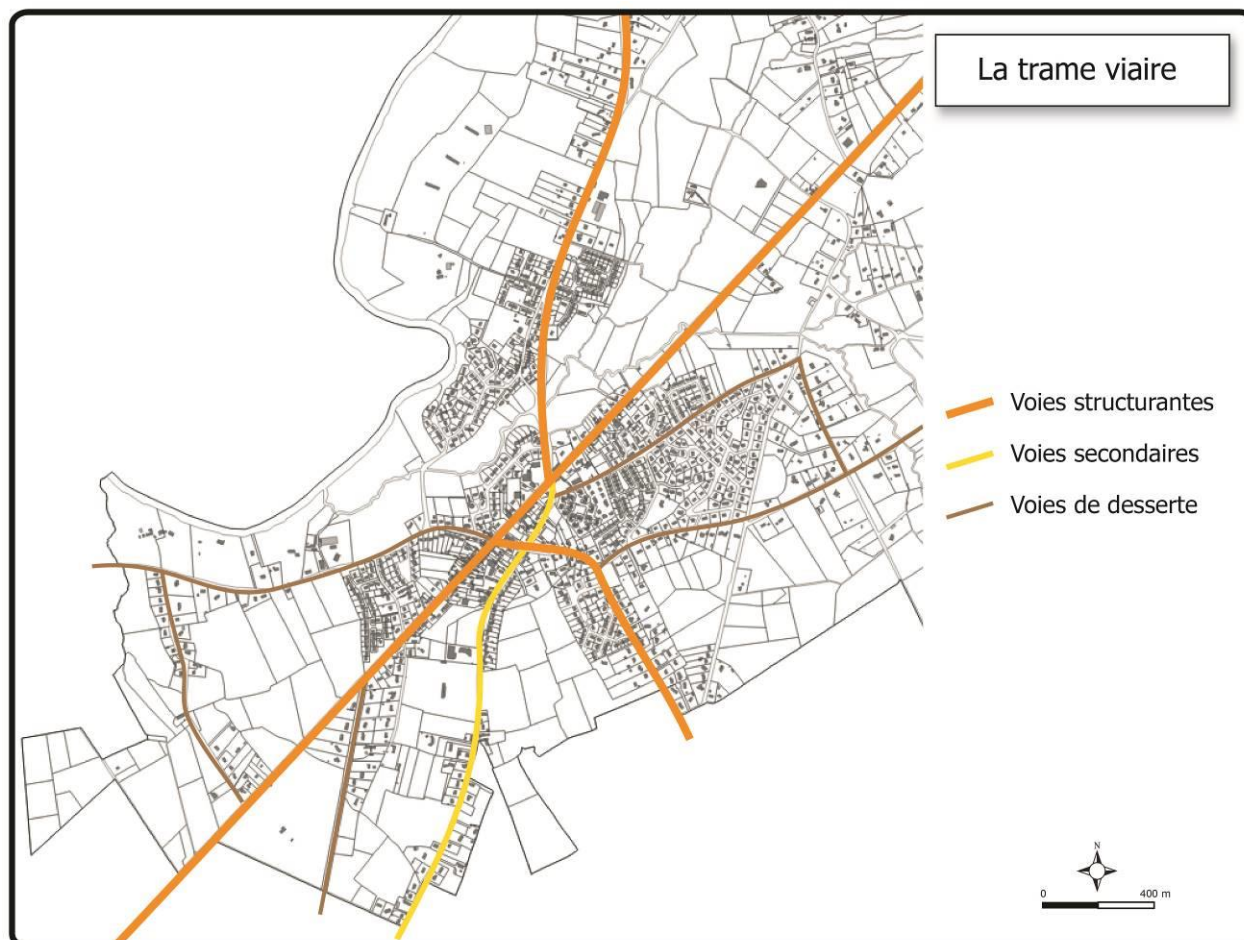 La trame viaire
Voies structurantes
Voies secondaires
Voies de desserte
N
0 400 m